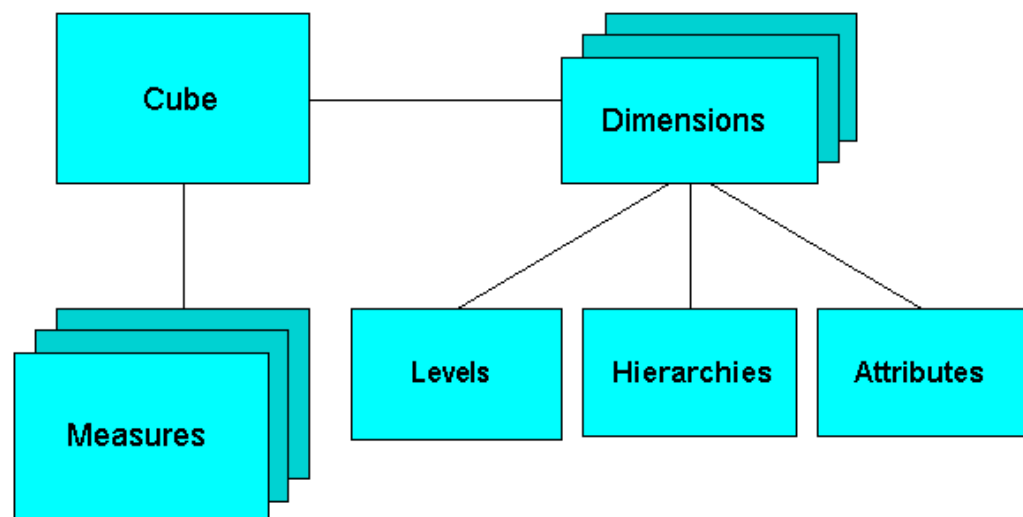 Cube
Dimensions
Levels
Hierarchies
Attributes
Measures